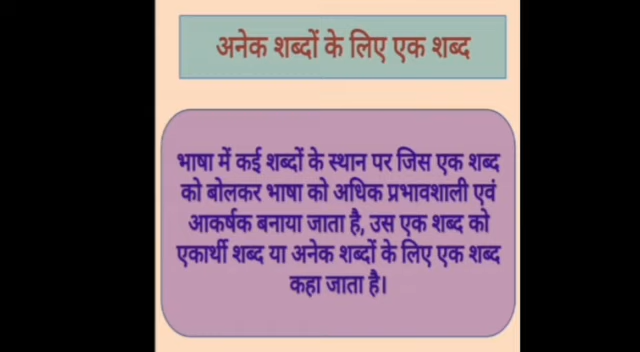 अनेक शब्दों के लिए एक शब्द
भाषा में कई शब्दों के स्थान पर जिस एक शब्द
को बोलकर भाषा को अधिक प्रभावशाली एवं
आकर्षक बनाया जाता है, उस एक शब्द को
एकार्थी शब्द या अनेक शब्दों के लिए एक शब्द
कहा जाता है।